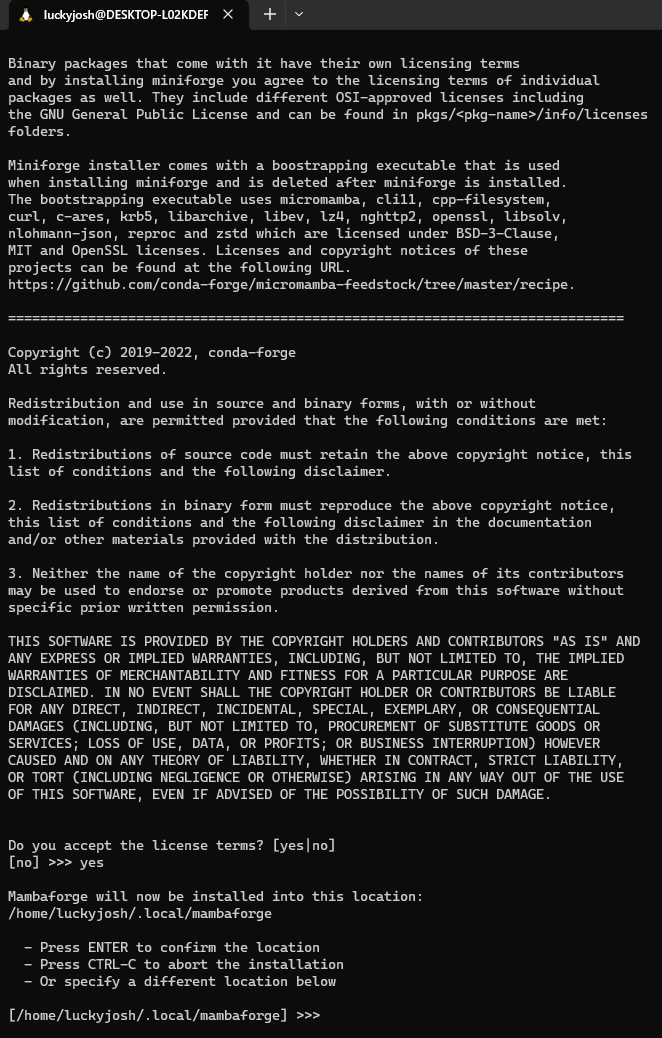 luckyjosh@DESKTOP-L02KDEF
Binary packages that come with it have their own licensing terms
and by installing miniforge you agree to the licensing terms of individual
packages as well. They include different OSI-approved licenses including
the GNU General Public License and can be found in pkgs/<pkg-name>/info/licenses
folders.
Miniforge installer comes with a boostrapping executable that is used
when installing miniforge and is deleted after miniforge is installed.
The bootstrapping executable uses micromamba, cli11, cpp-filesystem,
curl, c-ares, krb5, libarchive, libev, lz4, nghttp2, openssl, libsolv,
nlohmann-json, reproc and zstd which are licensed under BSD-3-Clause,
MIT and OpenSSL licenses. Licenses and copyright notices of these
projects can be found at the following URL.
https://github.com/conda-forge/micromamba-feedstock/tree/master/recipe.
=============================================================================
Copyright (c) 2019-2022, conda-forge
All rights reserved.
Redistribution and use in source and binary forms, with or without
modification, are permitted provided that the following conditions are met:
1. Redistributions of source code must retain the above copyright notice, this
list of conditions and the following disclaimer.
2. Redistributions in binary form must reproduce the above copyright notice,
this list of conditions and the following disclaimer in the documentation
and/or other materials provided with the distribution.
3. Neither the name of the copyright holder nor the names of its contributors
may be used to endorse or promote products derived from this software without
specific prior written permission.
THIS SOFTWARE IS PROVIDED BY THE COPYRIGHT HOLDERS AND CONTRIBUTORS "AS IS" AND
ANY EXPRESS OR IMPLIED WARRANTIES, INCLUDING, BUT NOT LIMITED TO, THE IMPLIED
WARRANTIES OF MERCHANTABILITY AND FITNESS FOR A PARTICULAR PURPOSE ARE
DISCLAIMED. IN NO EVENT SHALL THE COPYRIGHT HOLDER OR CONTRIBUTORS BE LIABLE
FOR ANY DIRECT, INDIRECT, INCIDENTAL, SPECIAL, EXEMPLARY, OR CONSEQUENTIAL
DAMAGES (INCLUDING, BUT NOT LIMITED TO, PROCUREMENT OF SUBSTITUTE GOODS OR
SERVICES; LOSS OF USE, DATA, OR PROFITS; OR BUSINESS INTERRUPTION) HOWEVER
CAUSED AND ON ANY THEORY OF LIABILITY, WHETHER IN CONTRACT, STRICT LIABILITY,
OR TORT (INCLUDING NEGLIGENCE OR OTHERWISE) ARISING IN ANY WAY OUT OF THE USE
OF THIS SOFTWARE, EVEN IF ADVISED OF THE POSSIBILITY OF SUCH DAMAGE.
Do you accept the license terms? [yes|no]
[no] >>> yes
Mambaforge will now be installed into this location:
/home/luckyjosh/.local/mambaforge
- Press ENTER to confirm the location
- Press CTRL-C to abort the installation
- Or specify a different location below
[/home/luckyjosh/.local/mambaforge] >>>